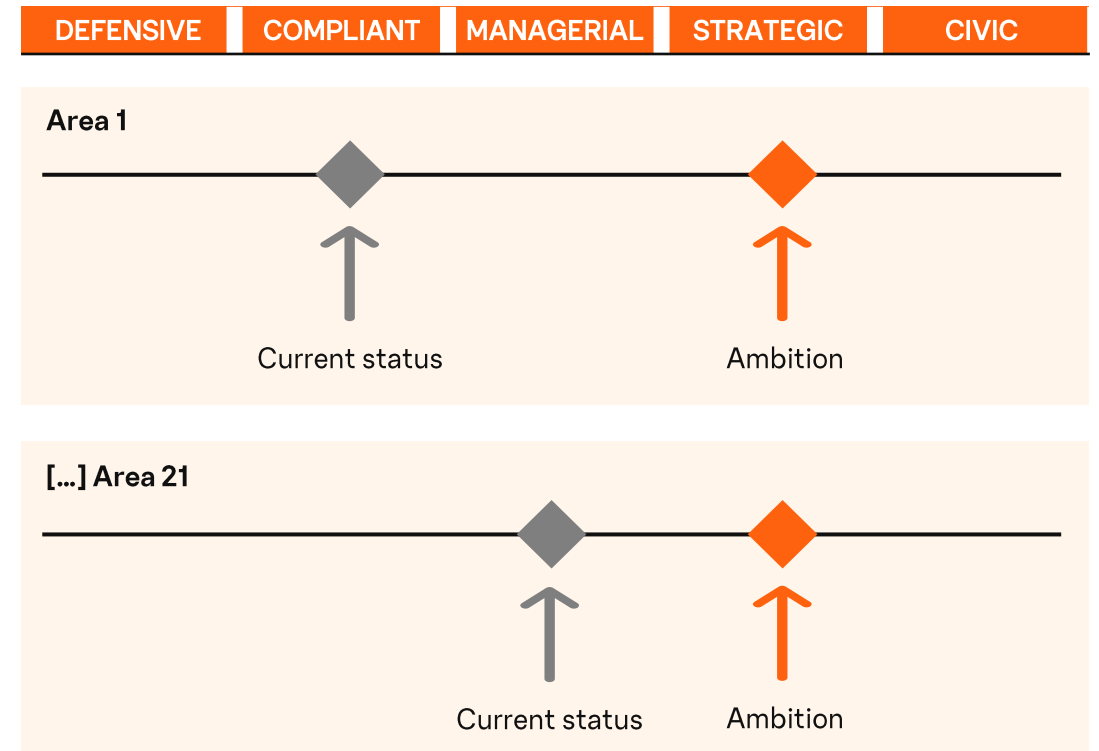 DEFENSIVE COMPLIANT MANAGERIAL STRATEGIC CIVIC
Area 1
Current status Ambition
[...] Area 21
Current status Ambition